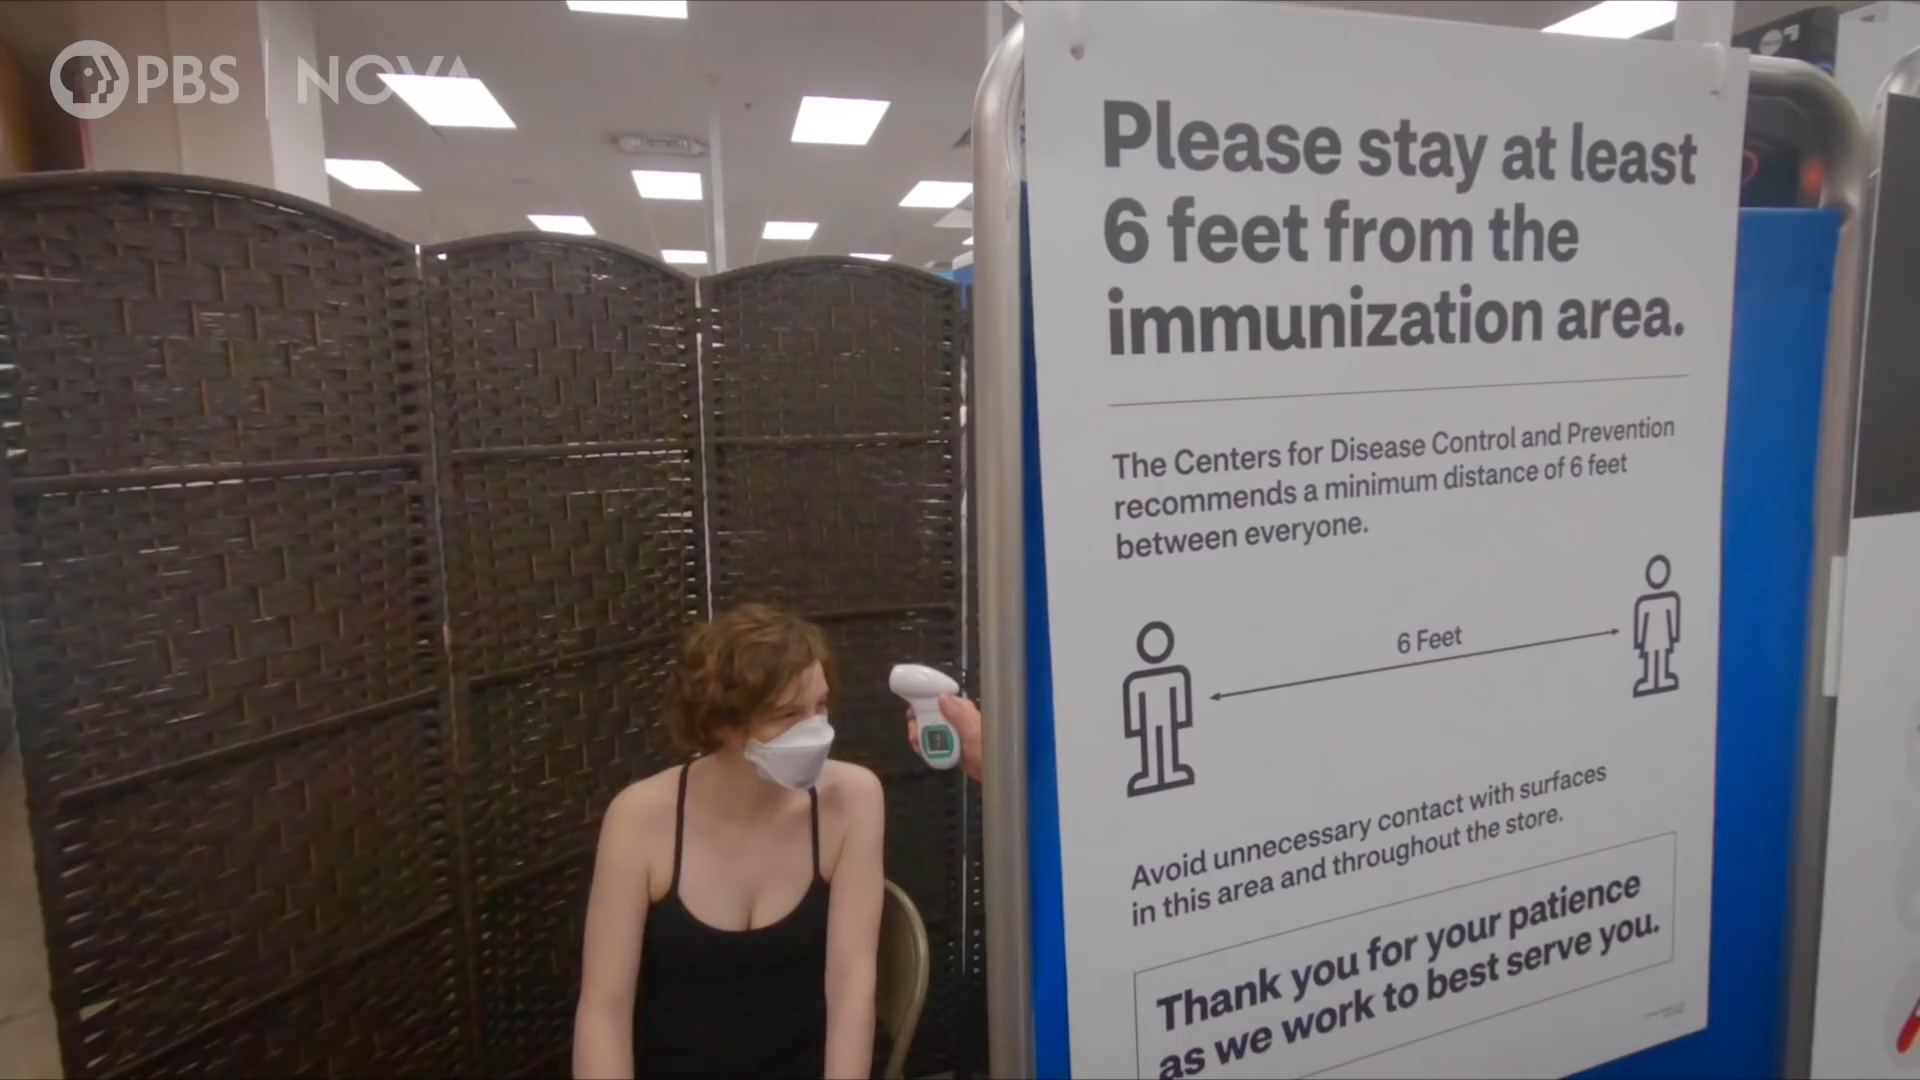 PBS | NOVA
Please stay at least
6 feet from the
immunization area.
The Centers for Disease Control and Prevention
recommends a minimum distance of 6 feet
between everyone.
6 Feet
Avoid unnecessary contact with surfaces
in this area and throughout the store.
Thank you for your patience
as we work to best serve you.